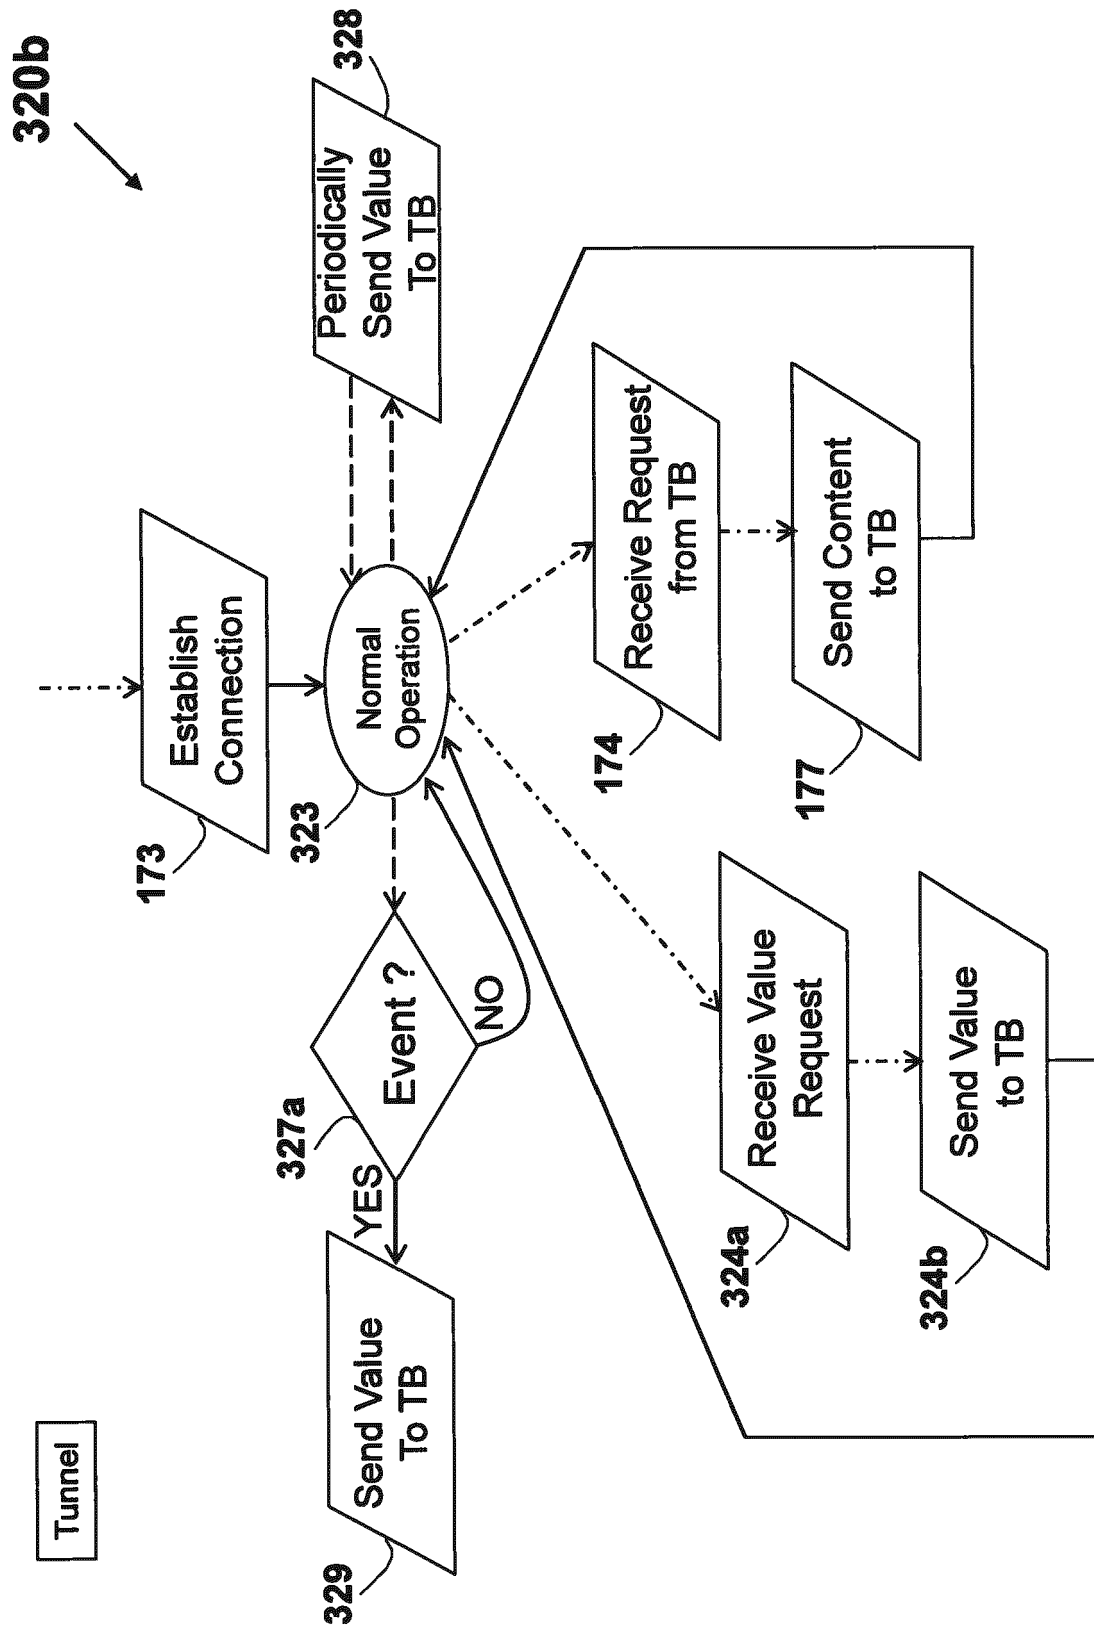 Tunnel
320b
Establish
Connection
173
Normal
Operation
323
Periodically
Send Value
To TB
328
Event ?
327a
YES
NO
Send Value
To TB
329
Receive Request
from TB
174
Send Content
to TB
177
Receive Value
Request
324a
Send Value
to TB
324b